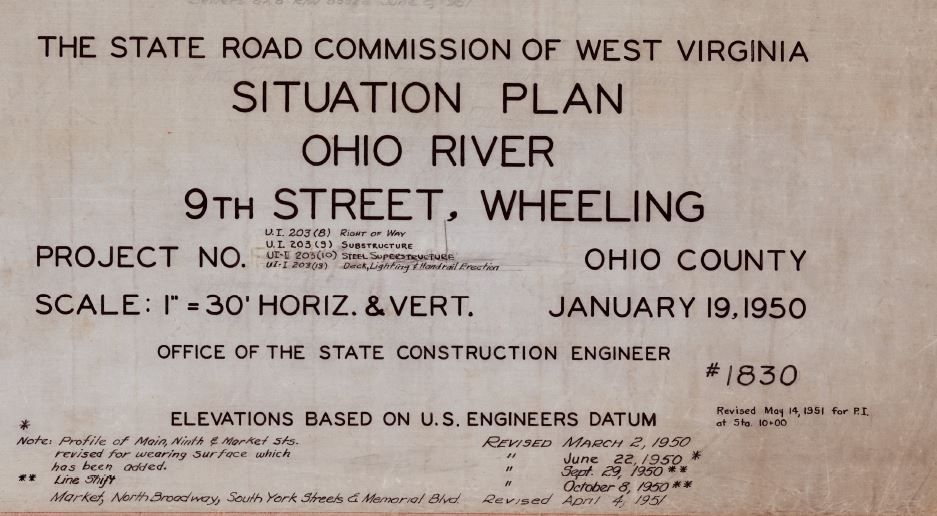 THE STATE ROAD COMMISSION OF WEST VIRGINIA
SITUATION PLAN
OHIO RIVER
9TH STREET, WHEELING
PROJECT NO.
U.I. 203(8) RIGHT OF WAY
U.I. 203(9) SUBSTRUCTURE
UI-I 203(10) STEEL SUPERSTRUCTURE
UI-I 203(13) Deck, Lighting & Handrail Erection
OHIO COUNTY
SCALE: 1" = 30' HORIZ. & VERT. JANUARY 19, 1950
OFFICE OF THE STATE CONSTRUCTION ENGINEER
#1830
ELEVATIONS BASED ON U.S. ENGINEERS DATUM
Revised May 14, 1951 for P.I.
at Sta. 10+00
*
Note: Profile of Main, Ninth & Market Sts.
revised for wearing surface which
has been added.
** Line Shift
Market, North Broadway, South York Streets & Memorial Blvd.
REVISED MARCH 2, 1950
" June 22, 1950 *
" Sept. 29, 1950 **
" October 8, 1950 **
Revised April 4, 1951